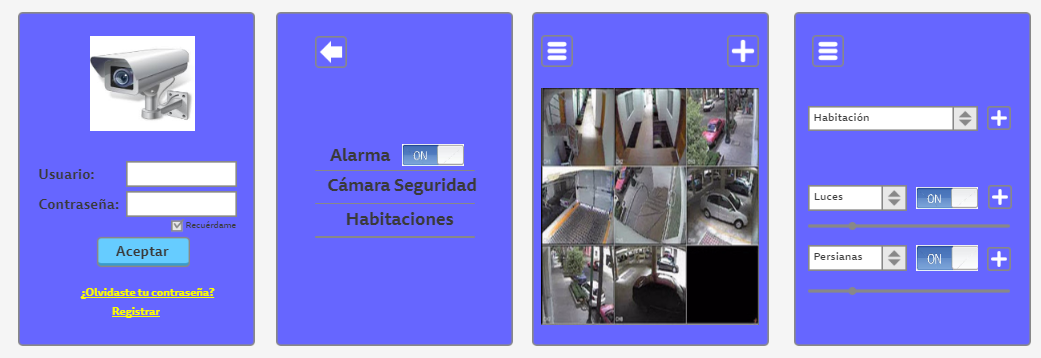 Usuario:
Contraseña:
Recuérdame
Aceptar
¿Olvidaste tu contraseña?
Registrar
Alarma ON
Cámara Seguridad
Habitaciones
Habitación
Luces ON
Persianas ON